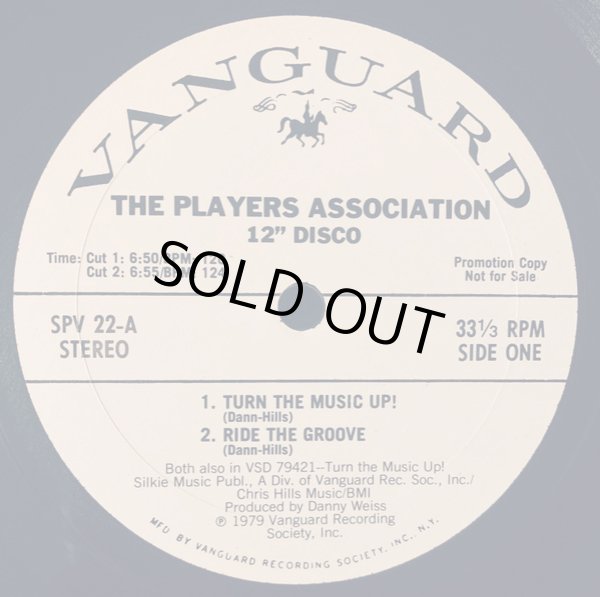 VANGUARD
THE PLAYERS ASSOCIATION
12" DISCO
Time: Cut 1: 6:50/BPM
Cut 2: 6:55/BPM 124
Promotion Copy
Not for Sale
SOLD OUT
SPV 22-A
STEREO
33⅓ RPM
SIDE ONE
1. TURN THE MUSIC UP!
(Dann-Hills)
2. RIDE THE GROOVE
(Dann-Hills)
Both also in VSD 79421--Turn the Music Up!
Silkie Music Publ., A Div. of Vanguard Rec. Soc., Inc./
Chris Hills Music/BMI
Produced by Danny Weiss
℗ 1979 Vanguard Recording
Society, Inc.
MFD. BY VANGUARD RECORDING SOCIETY, INC., N.Y.